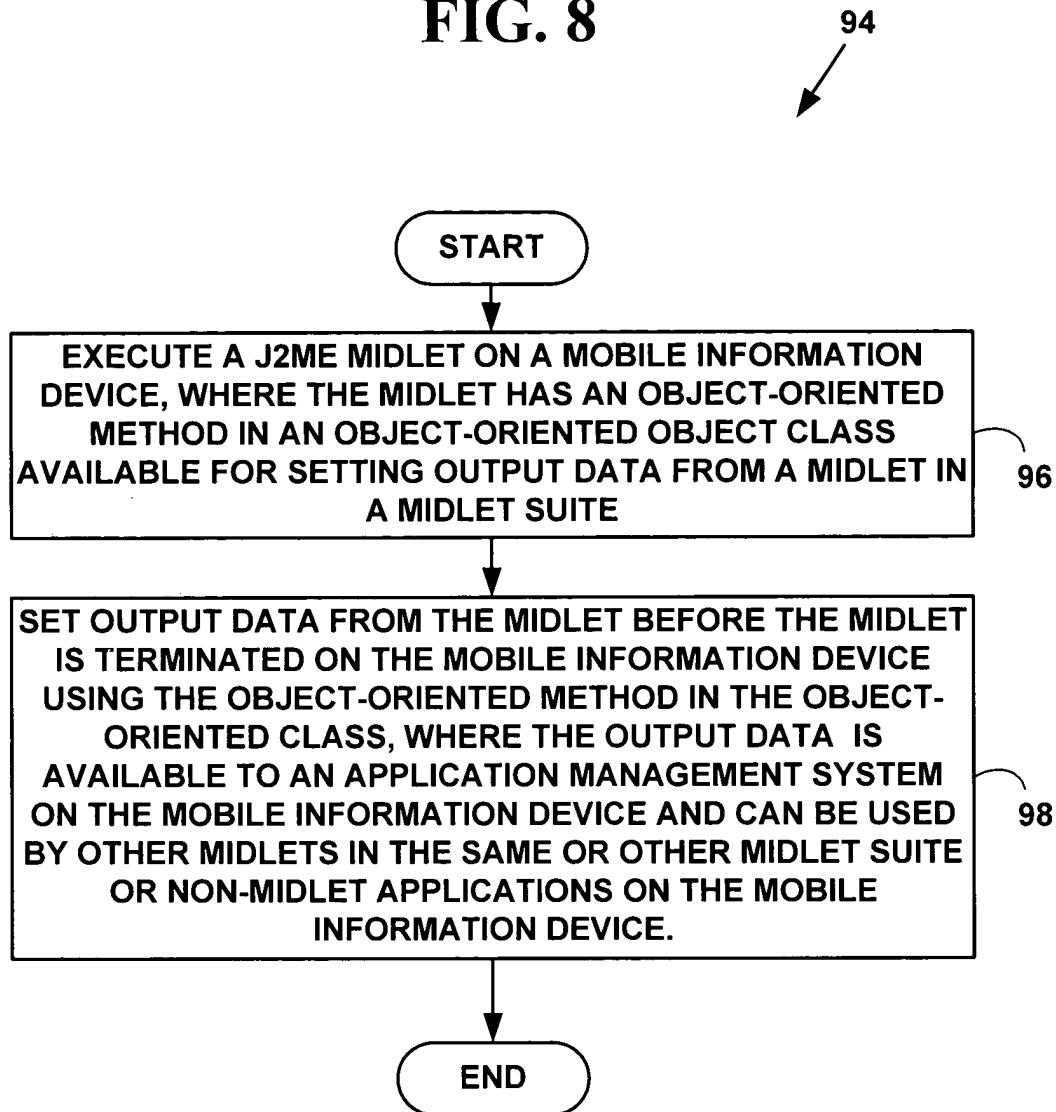 FIG. 8
94
START
EXECUTE A J2ME MIDLET ON A MOBILE INFORMATION
DEVICE, WHERE THE MIDLET HAS AN OBJECT-ORIENTED
METHOD IN AN OBJECT-ORIENTED OBJECT CLASS
AVAILABLE FOR SETTING OUTPUT DATA FROM A MIDLET IN
A MIDLET SUITE
96
SET OUTPUT DATA FROM THE MIDLET BEFORE THE MIDLET
IS TERMINATED ON THE MOBILE INFORMATION DEVICE
USING THE OBJECT-ORIENTED METHOD IN THE OBJECT-
ORIENTED CLASS, WHERE THE OUTPUT DATA IS
AVAILABLE TO AN APPLICATION MANAGEMENT SYSTEM
ON THE MOBILE INFORMATION DEVICE AND CAN BE USED
BY OTHER MIDLETS IN THE SAME OR OTHER MIDLET SUITE
OR NON-MIDLET APPLICATIONS ON THE MOBILE
INFORMATION DEVICE.
98
END